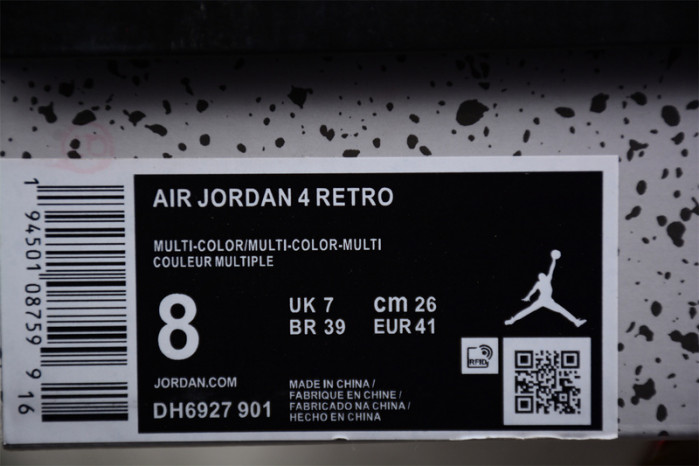 AIR JORDAN 4 RETRO
MULTI-COLOR/MULTI-COLOR-MULTI
COULEUR MULTIPLE
8
UK 7 cm 26
BR 39 EUR 41
RFID
JORDAN.COM
DH6927 901
MADE IN CHINA /
FABRIQUE EN CHINE /
FABRICADO NA CHINA /
HECHO EN CHINA
1 94501 08759 9 16